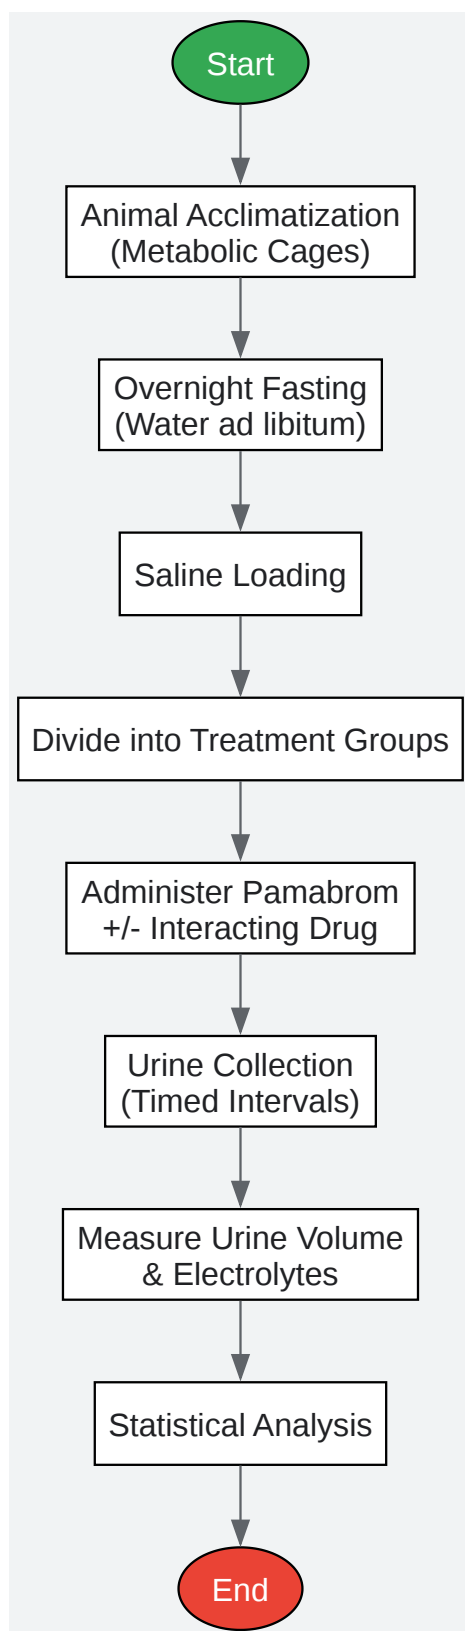 Start
Animal Acclimatization
(Metabolic Cages)
Overnight Fasting
(Water ad libitum)
Saline Loading
Divide into Treatment Groups
Administer Pamabrom
+/- Interacting Drug
Urine Collection
(Timed Intervals)
Measure Urine Volume
& Electrolytes
Statistical Analysis
End